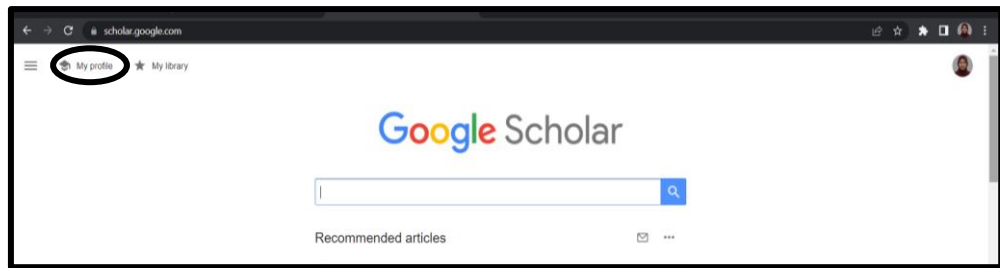 scholar.google.com
My profile My library
Google Scholar
Recommended articles